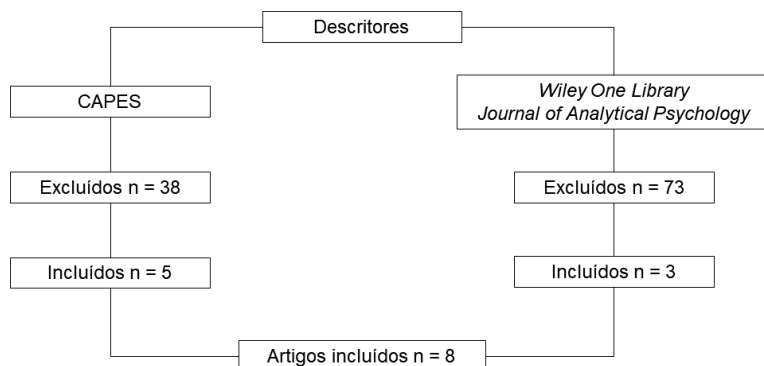 Descritores
CAPES
Wiley One Library
Journal of Analytical Psychology
Excluídos n = 38
Excluídos n = 73
Incluídos n = 5
Incluídos n = 3
Artigos incluídos n = 8